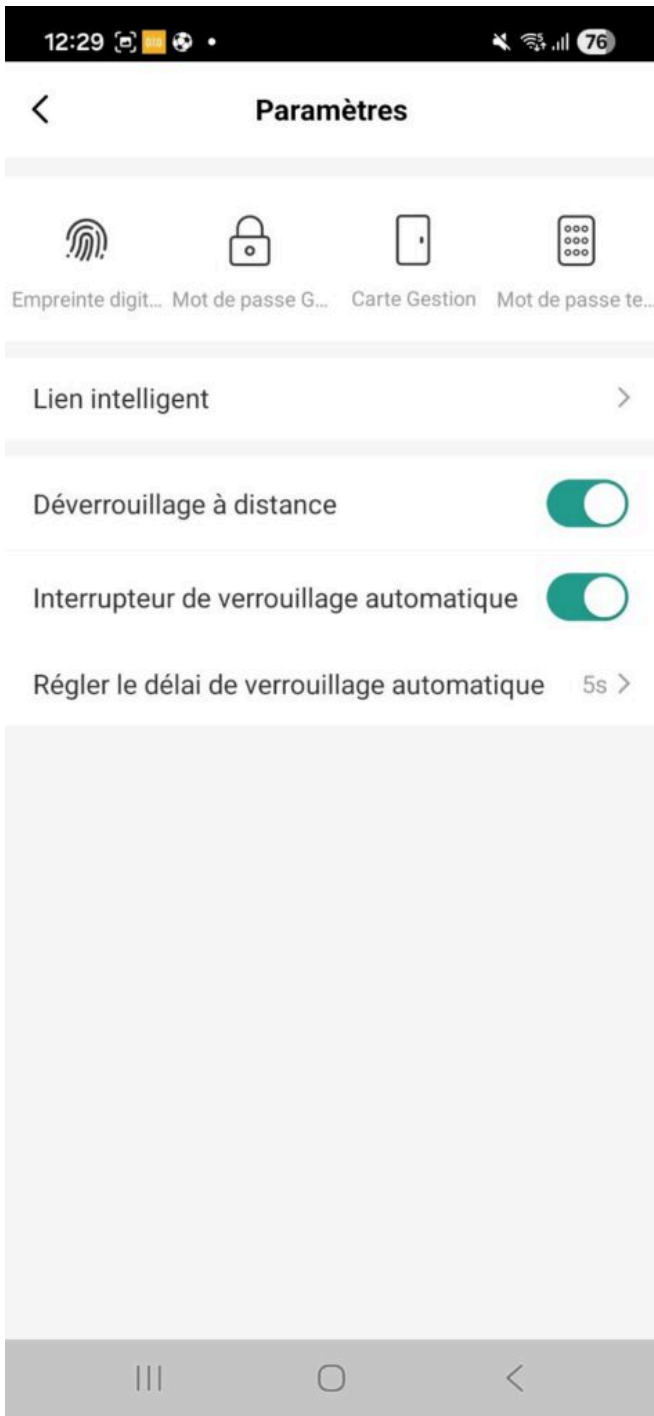 12:29
76
Paramètres
Empreinte digit... Mot de passe G... Carte Gestion Mot de passe te...
Lien intelligent
Déverrouillage à distance
Interrupteur de verrouillage automatique
Régler le délai de verrouillage automatique 5s